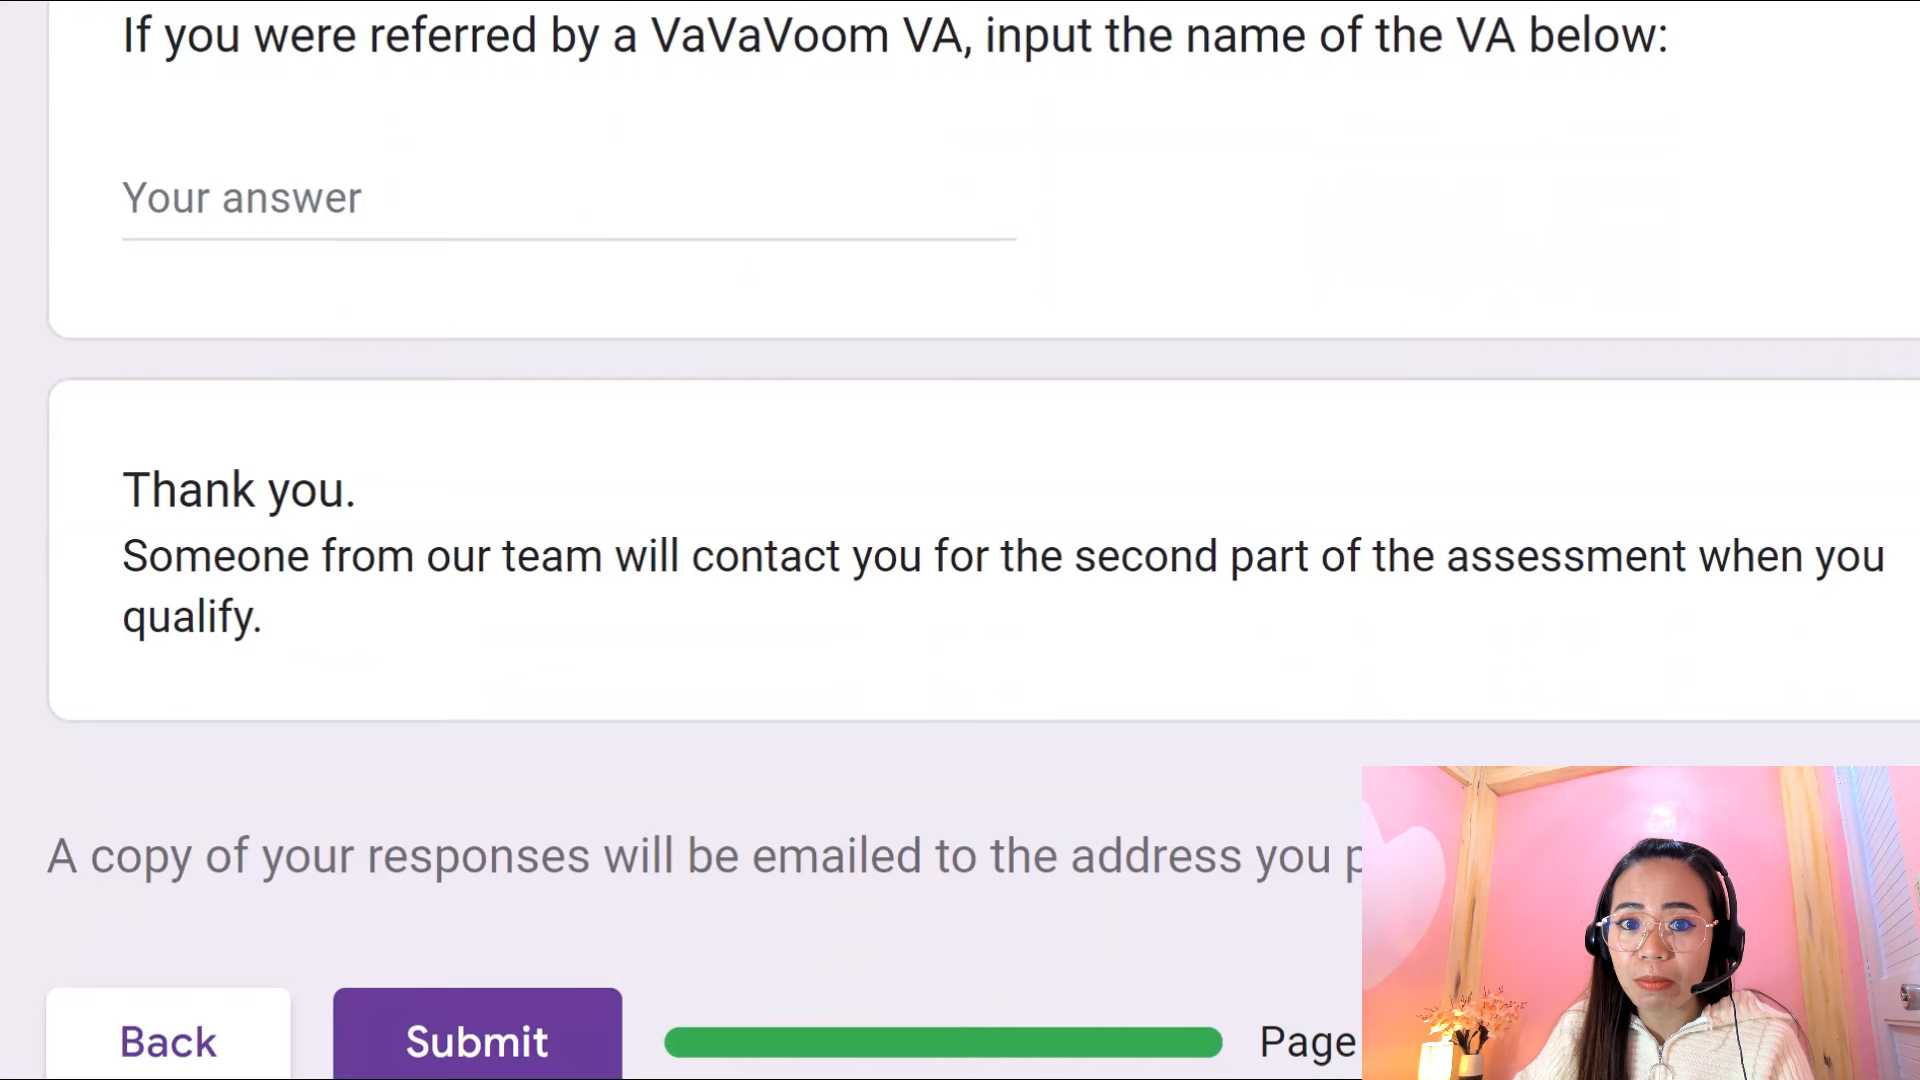 If you were referred by a VaVaVoom VA, input the name of the VA below:
Your answer
Thank you.
Someone from our team will contact you for the second part of the assessment when you
qualify.
A copy of your responses will be emailed to the address you
Back
Submit
Page